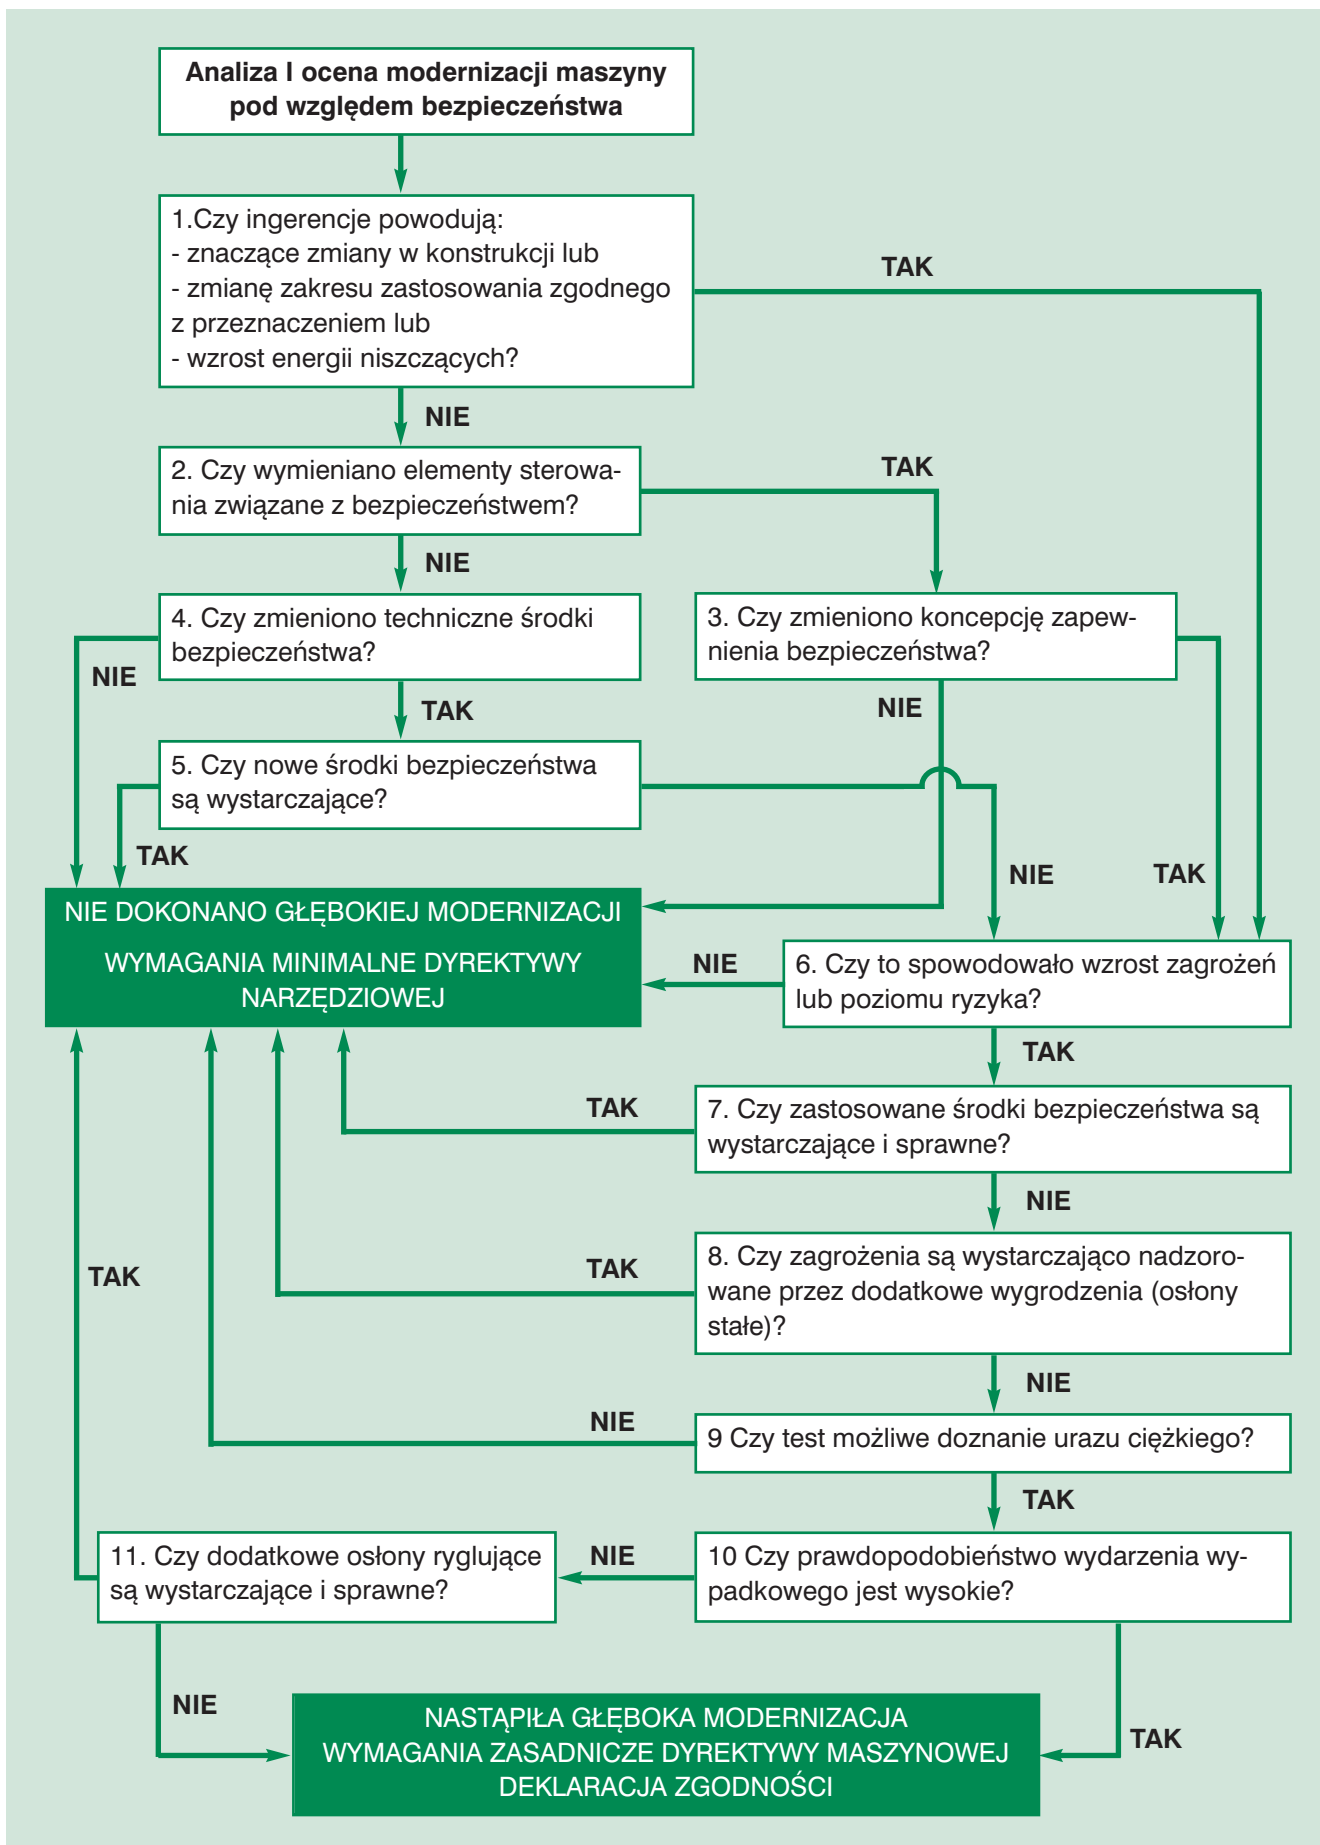 Analiza I ocena modernizacji maszyny
pod względem bezpieczeństwa
1.Czy ingerencje powodują:
- znaczące zmiany w konstrukcji lub
- zmianę zakresu zastosowania zgodnego
z przeznaczeniem lub
- wzrost energii niszczących?
TAK
NIE
2. Czy wymieniano elementy sterowa-
nia związane z bezpieczeństwem?
TAK
NIE
4. Czy zmieniono techniczne środki
bezpieczeństwa?
3. Czy zmieniono koncepcję zapew-
nienia bezpieczeństwa?
NIE
TAK
NIE
5. Czy nowe środki bezpieczeństwa
są wystarczające?
TAK
NIE
TAK
NIE DOKONANO GŁĘBOKIEJ MODERNIZACJI
WYMAGANIA MINIMALNE DYREKTYWY
NARZĘDZIOWEJ
NIE
6. Czy to spowodowało wzrost zagrożeń
lub poziomu ryzyka?
TAK
TAK
7. Czy zastosowane środki bezpieczeństwa są
wystarczające i sprawne?
NIE
TAK
TAK
8. Czy zagrożenia są wystarczająco nadzoro-
wane przez dodatkowe wygrodzenia (osłony
stałe)?
NIE
NIE
9 Czy test możliwe doznanie urazu ciężkiego?
TAK
11. Czy dodatkowe osłony ryglujące
są wystarczające i sprawne?
NIE
10 Czy prawdopodobieństwo wydarzenia wy-
padkowego jest wysokie?
NIE
TAK
NASTĄPIŁA GŁĘBOKA MODERNIZACJA
WYMAGANIA ZASADNICZE DYREKTYWY MASZYNOWEJ
DEKLARACJA ZGODNOŚCI